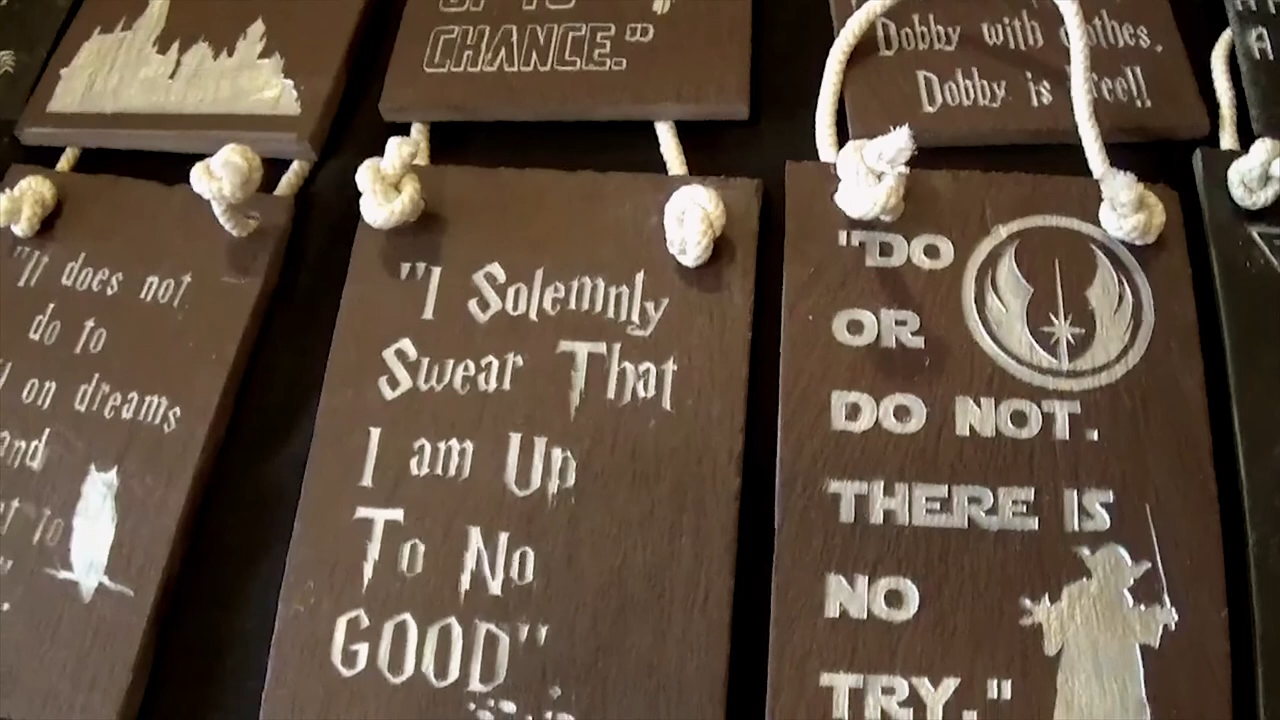 CHANCE."
Dobby with
Dobby is
"It does not
do to
on dreams
and
to
"I Solemnly
Swear That
I am Up
To No
GOOD"
"DO
OR
DO NOT.
THERE IS
NO
TRY."